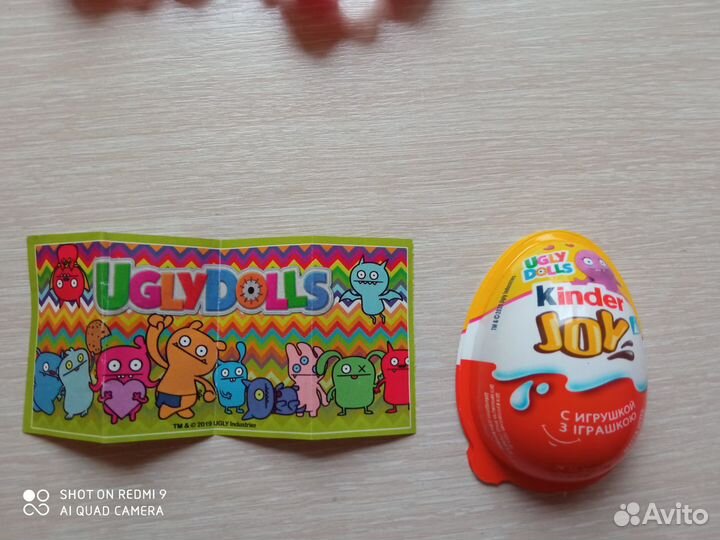 UGLYDOLLS
TM & © 2019 UGLY Industries
UGLY
DOLLS
Kinder
JOY
С ИГРУШКОЙ
З ІГРАШКОЮ
SHOT ON REDMI 9
AI QUAD CAMERA
Avito